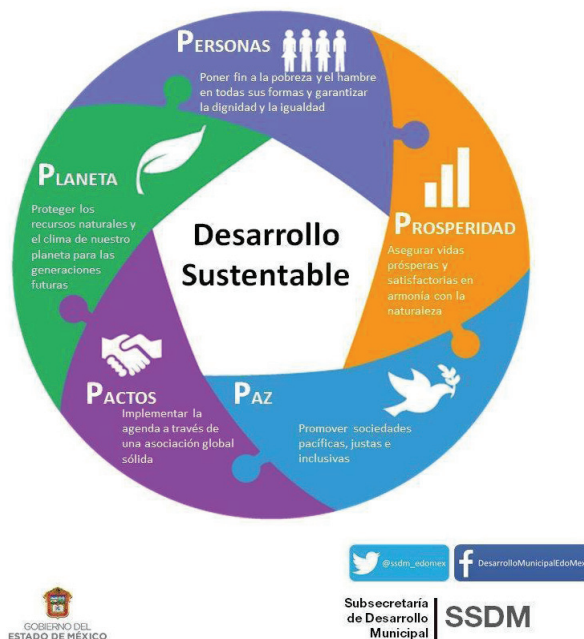 PERSONAS
Poner fin a la pobreza y el hambre
en todas sus formas y garantizar
la dignidad y la igualdad
PLANETA
Proteger los
recursos naturales y
el clima de nuestro
planeta para las
generaciones
futuras
Desarrollo
Sustentable
PROSPERIDAD
Asegurar vidas
prósperas y
satisfactorias en
armonía con la
naturaleza
PACTOS
Implementar la
agenda a través de
una asociación global
sólida
PAZ
Promover sociedades
pacíficas, justas e
inclusivas
@ssdm_edomex
DesarrolloMunicipalEdoMex
GOBIERNO DEL
ESTADO DE MÉXICO
Subsecretaría
de Desarrollo
Municipal
SSDM